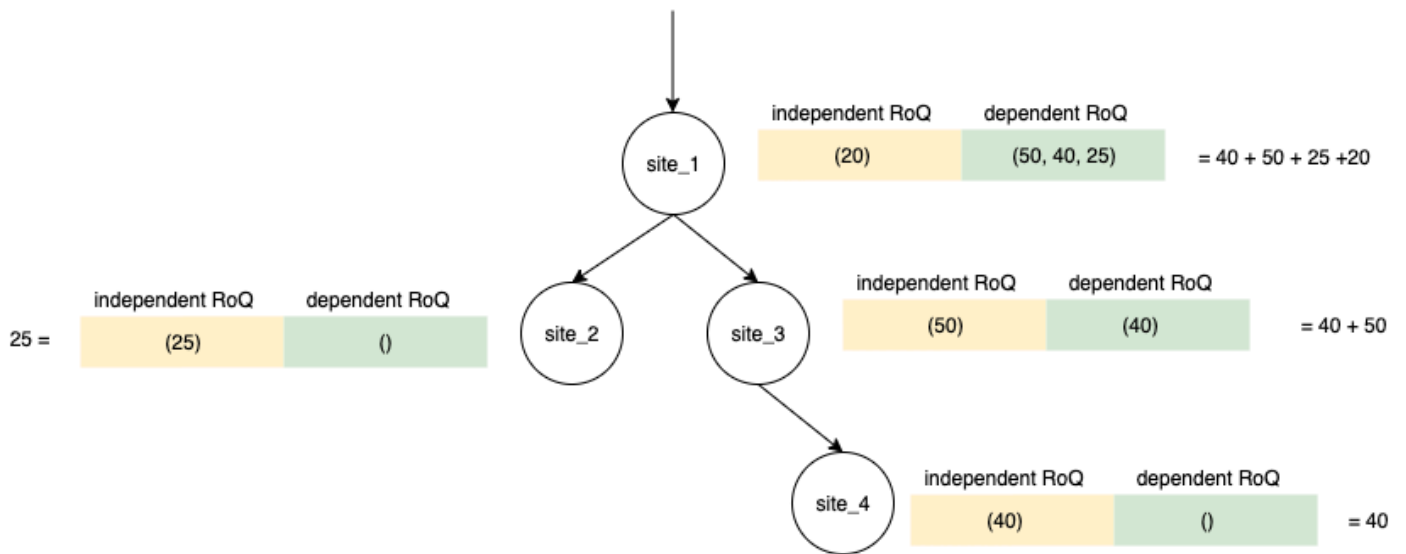 independent RoQ dependent RoQ
site_1 (20) (50, 40, 25) = 40 + 50 + 25 +20
independent RoQ dependent RoQ
25 = (25) ()
site_2
independent RoQ dependent RoQ
site_3 (50) (40) = 40 + 50
independent RoQ dependent RoQ
site_4 (40) () = 40